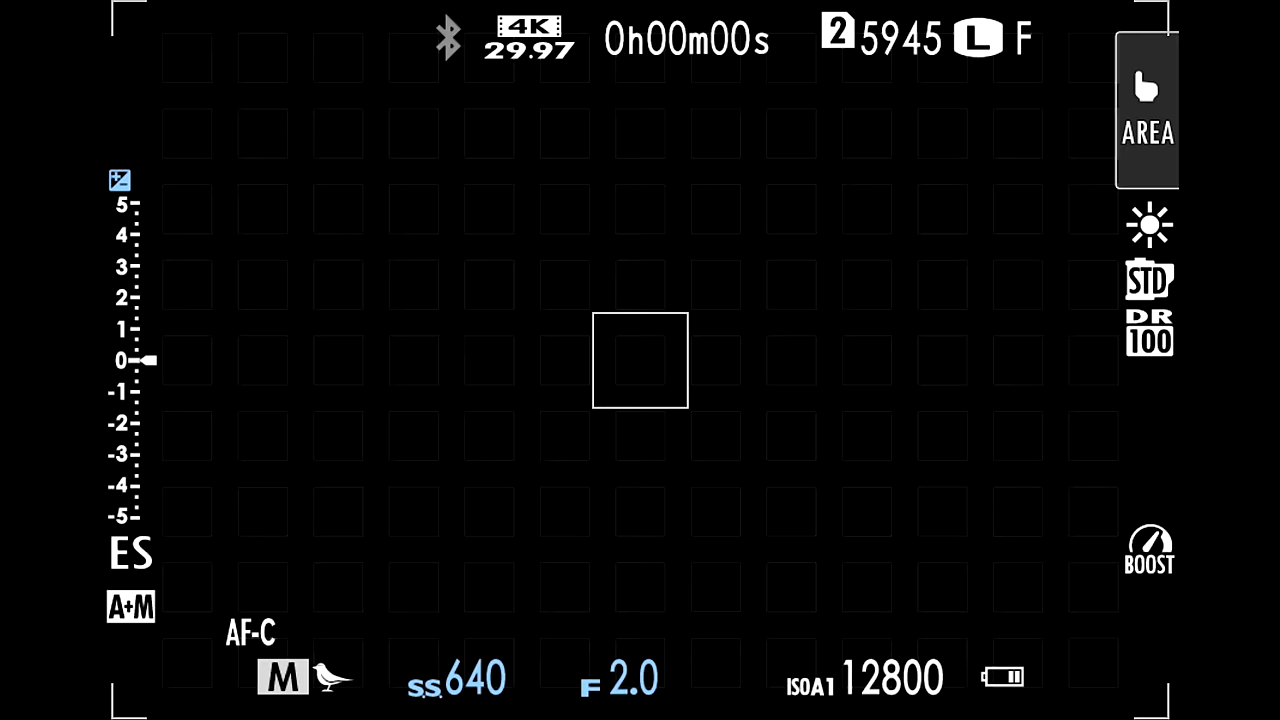 4K
29.97
0h00m00s
2 5945 L F
AREA
5
4
3
2
1
0
-1
-2
-3
-4
-5
STD
DR
100
ES
A+M
BOOST
AF-C
M
S.S. 640
F 2.0
ISO A1 12800